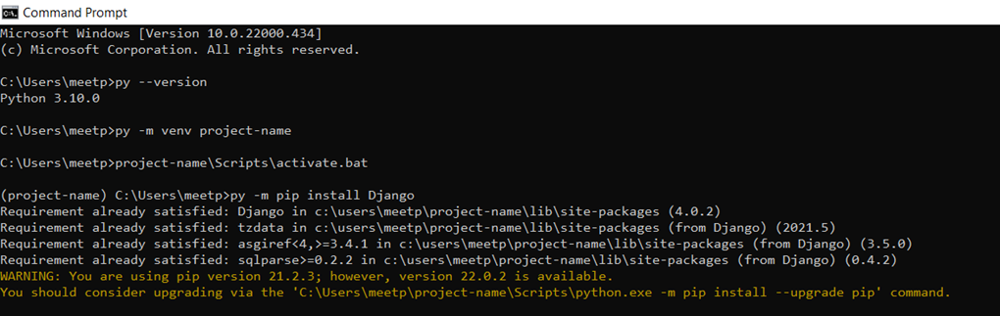 Command Prompt
Microsoft Windows [Version 10.0.22000.434]
(c) Microsoft Corporation. All rights reserved.
C:\Users\meetp>py --version
Python 3.10.0
C:\Users\meetp>py -m venv project-name
C:\Users\meetp>project-name\Scripts\activate.bat
(project-name) C:\Users\meetp>py -m pip install Django
Requirement already satisfied: Django in c:\users\meetp\project-name\lib\site-packages (4.0.2)
Requirement already satisfied: tzdata in c:\users\meetp\project-name\lib\site-packages (from Django) (2021.5)
Requirement already satisfied: asgiref<4,>=3.4.1 in c:\users\meetp\project-name\lib\site-packages (from Django) (3.5.0)
Requirement already satisfied: sqlparse>=0.2.2 in c:\users\meetp\project-name\lib\site-packages (from Django) (0.4.2)
WARNING: You are using pip version 21.2.3; however, version 22.0.2 is available.
You should consider upgrading via the 'C:\Users\meetp\project-name\Scripts\python.exe -m pip install --upgrade pip' command.